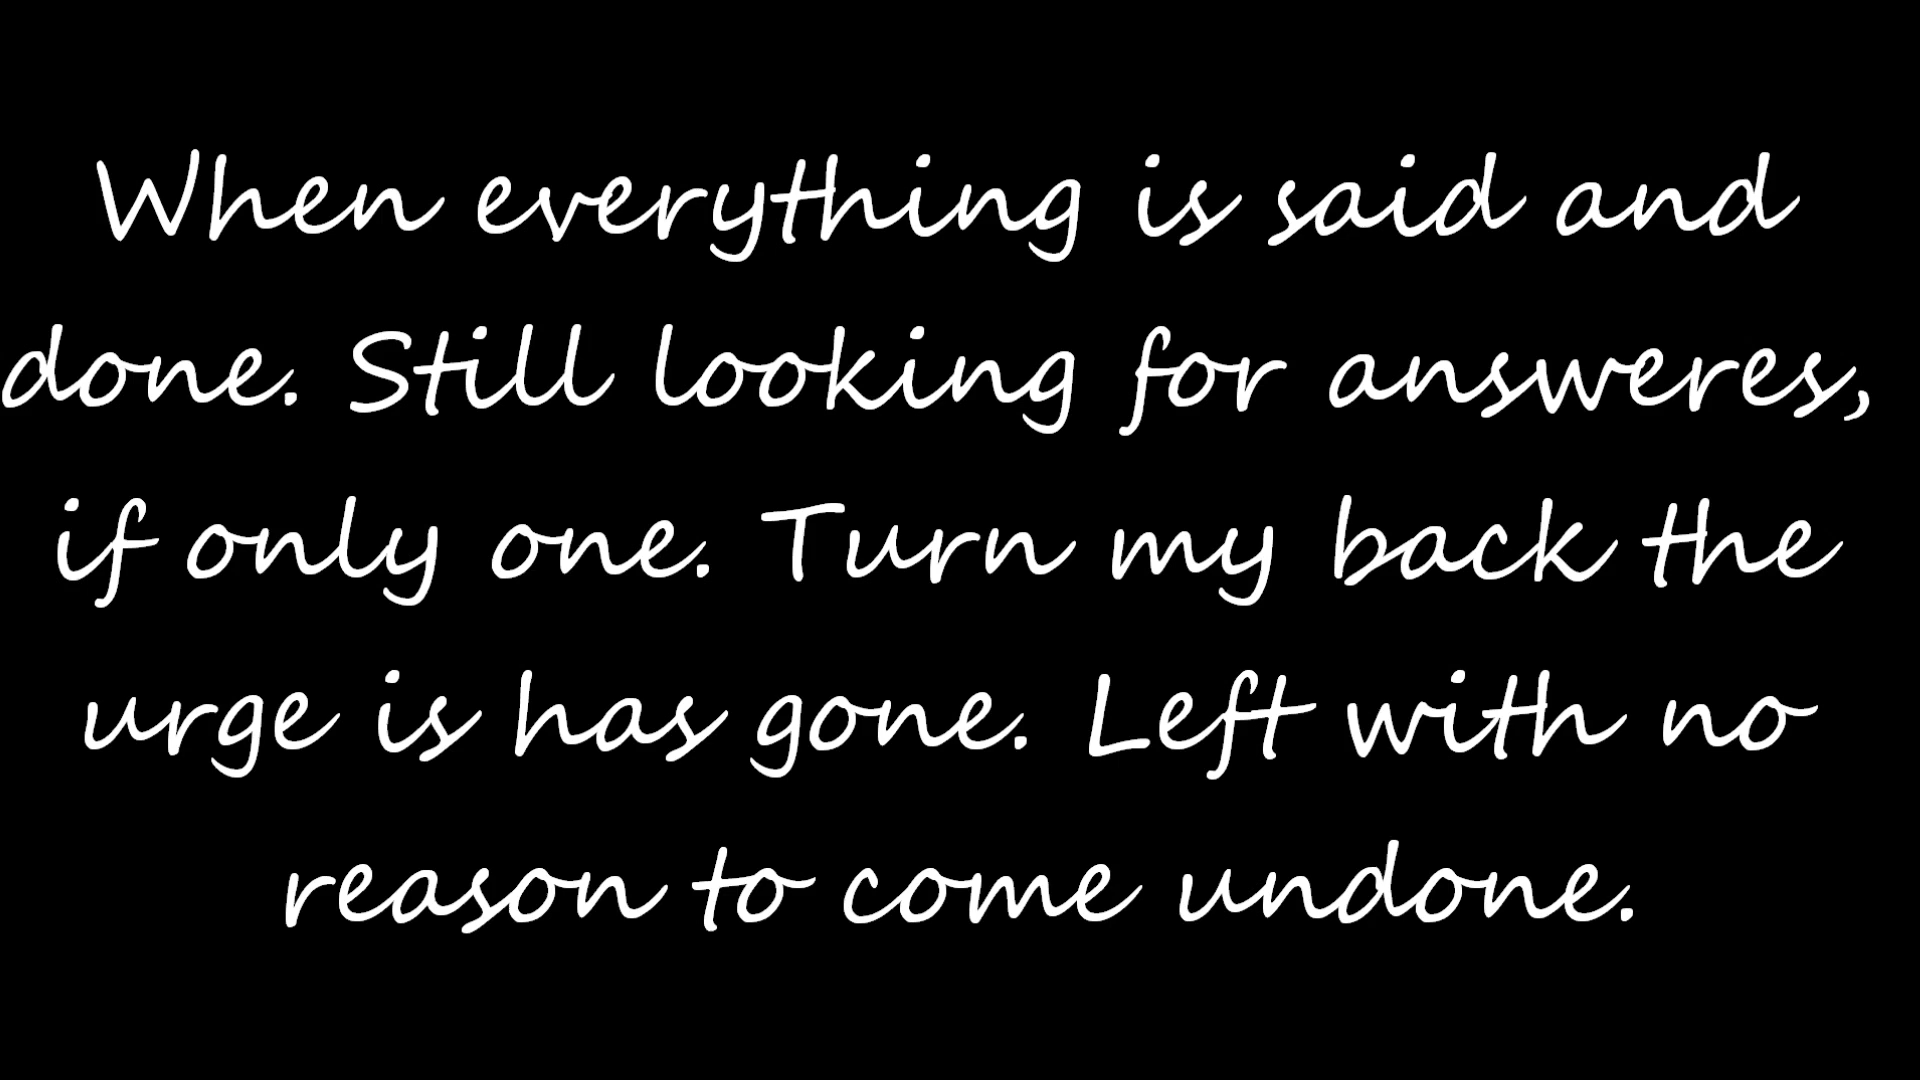 When everything is said and
done. Still looking for answeres,
if only one. Turn my back the
urge is has gone. Left with no
reason to come undone.